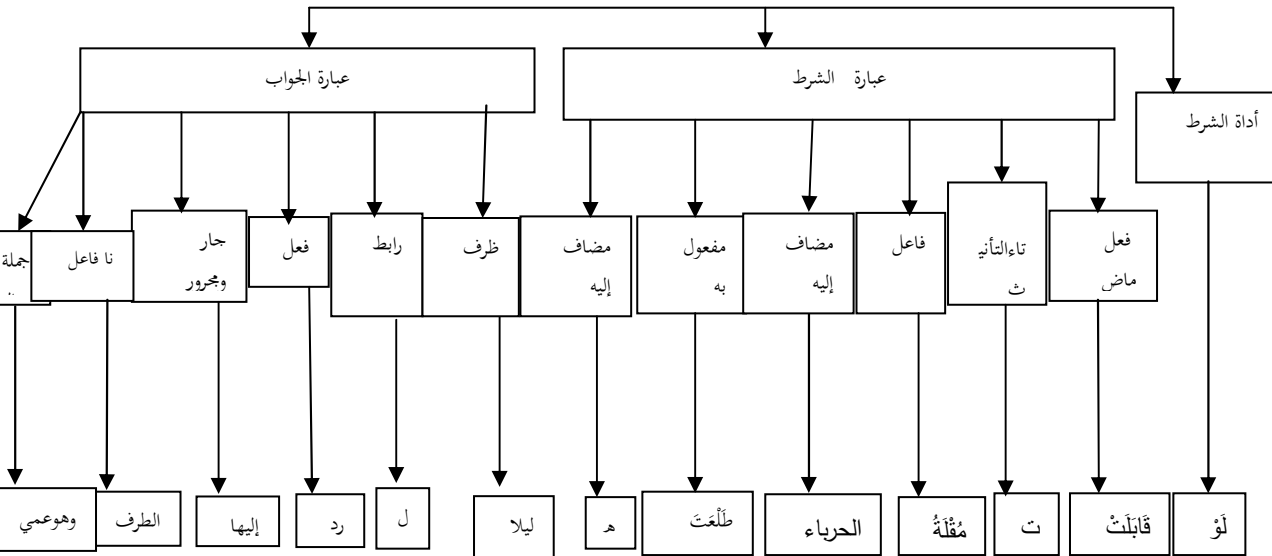 عبارة الشرط
عبارة الجواب
أداة الشرط
فعل
ماض
تاءالتأني
ث
فاعل
مضاف
إليه
مفعول
به
مضاف
إليه
ظرف
رابط
فعل
جار
ومجرور
نا فاعل
جملة
لَوْ
قَابَلَتْ
ت
مُقْلَةُ
الحرباء
طَلْعَتَ
ه
ليلا
ل
رد
إليها
الطرف
وهوعمي